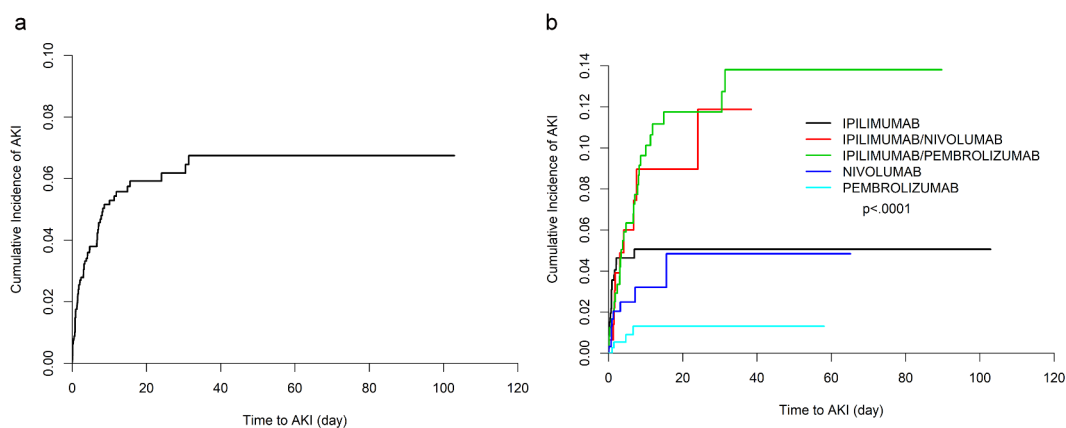 a
Cumulative Incidence of AKI
0.10
0.08
0.06
0.04
0.02
0.00
0 20 40 60 80 100 120
Time to AKI (day)
b
Cumulative Incidence of AKI
0.14
0.12
0.10
0.08
0.06
0.04
0.02
0.00
IPILIMUMAB
IPILIMUMAB/NIVOLUMAB
IPILIMUMAB/PEMBROLIZUMAB
NIVOLUMAB
PEMBROLIZUMAB
p<.0001
0 20 40 60 80 100 120
Time to AKI (day)